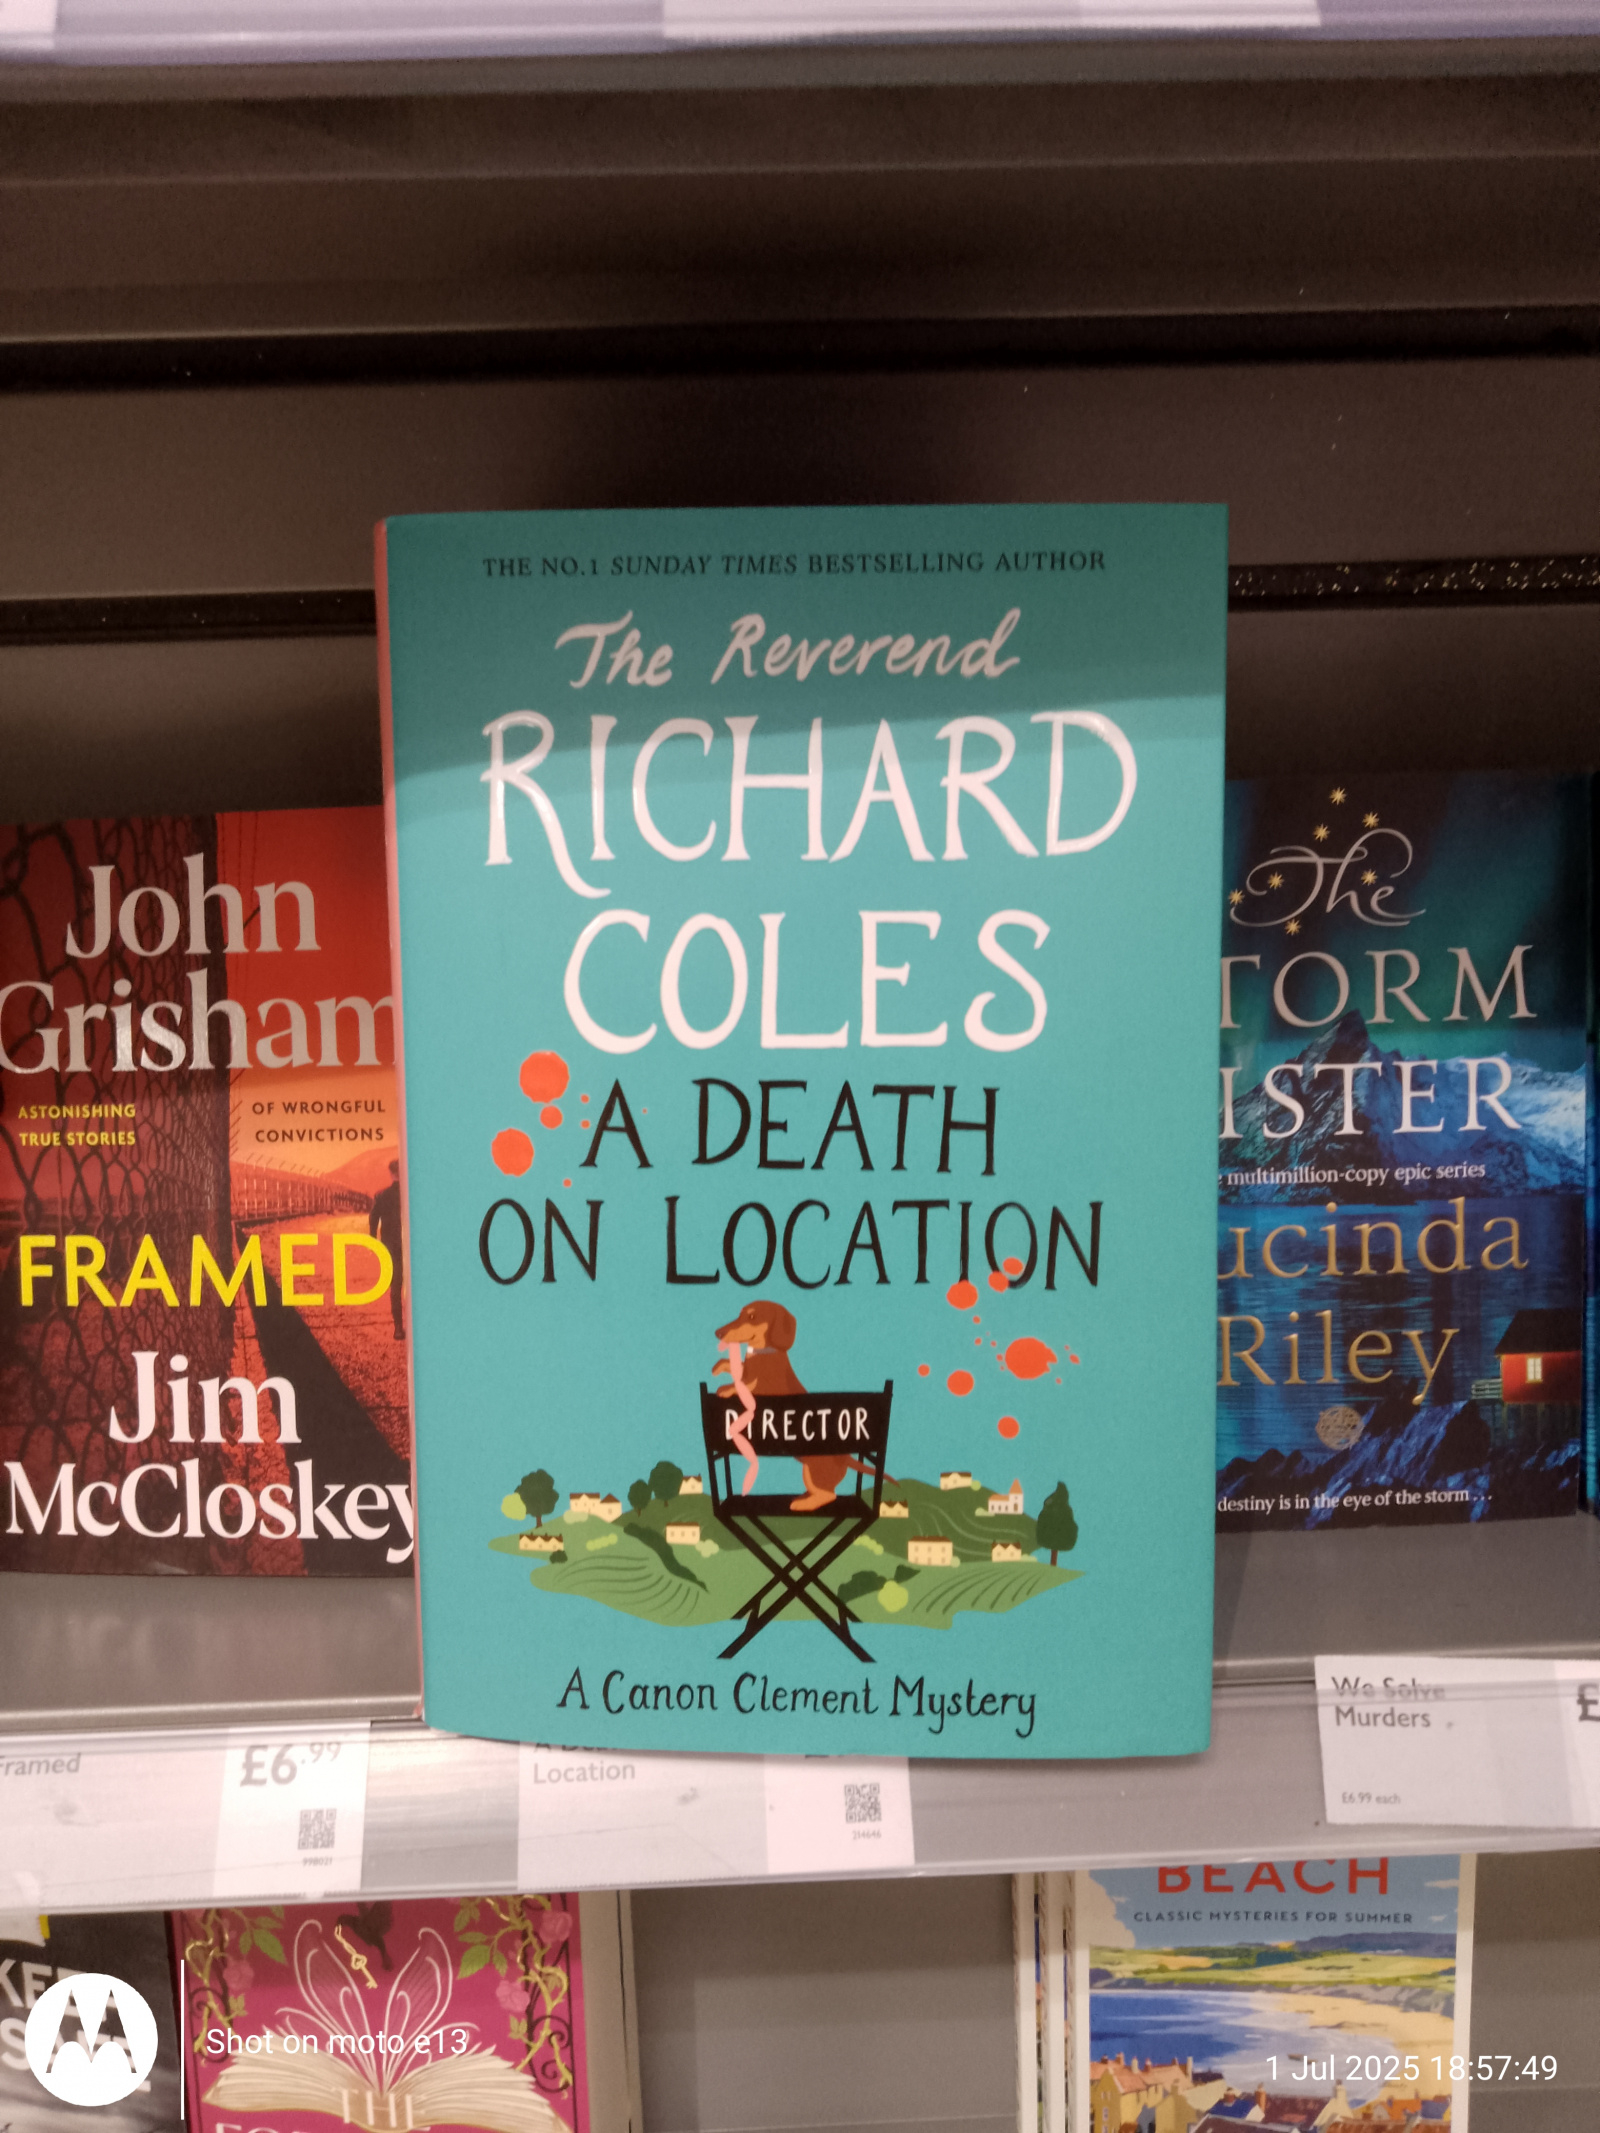 THE NO.1 SUNDAY TIMES BESTSELLING AUTHOR
The Reverend
RICHARD
COLES
A DEATH
ON LOCATION
DIRECTOR
A Canon Clement Mystery
John
Grisham
ASTONISHING
TRUE STORIES
OF WRONGFUL
CONVICTIONS
FRAMED
Jim
McCloskey
The
TORM
ISTER
multimillion-copy epic series
ucinda
Riley
destiny is in the eye of the storm ...
Framed
£6.99
998021
Location
214646
We Solve
Murders
£
£6.99 each
BEACH
CLASSIC MYSTERIES FOR SUMMER
THE
Shot on moto e13
1 Jul 2025 18:57:49